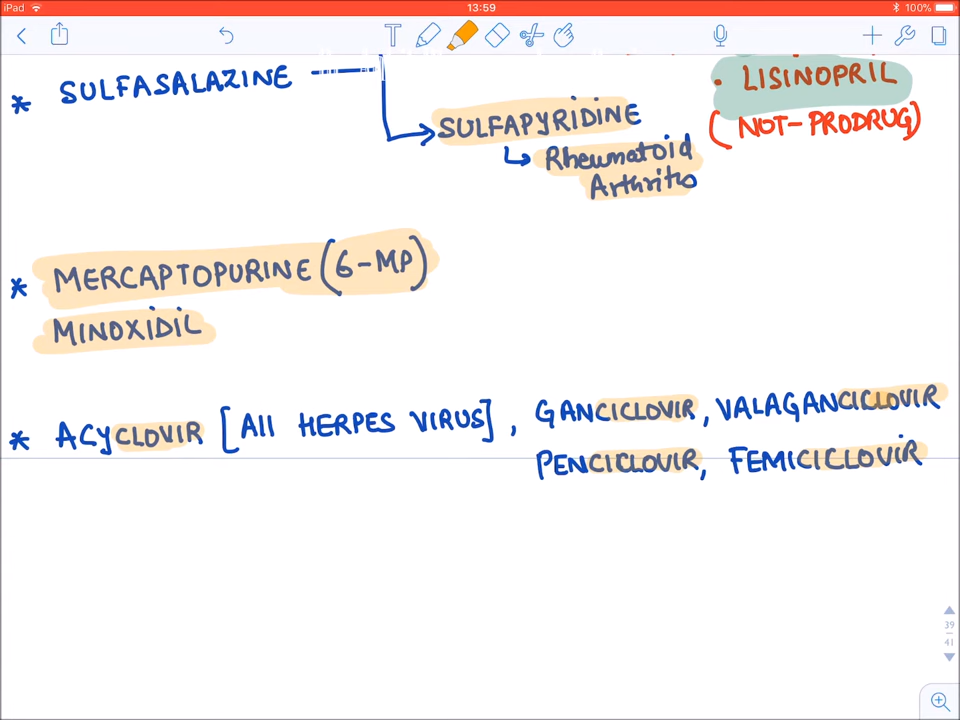 iPad 13:59 100%
T
* SULFASALAZINE
• LISINOPRIL
(NOT-PRODRUG)
SULFAPYRIDINE
↳ Rheumatoid
Arthritis
* MERCAPTOPURINE (6-MP)
MINOXIDIL
* ACYCLOVIR [All HERPES VIRUS], GANCICLOVIR, VALAGANCICLOVIR
PENCICLOVIR, FEMICICLOVIR
39
41